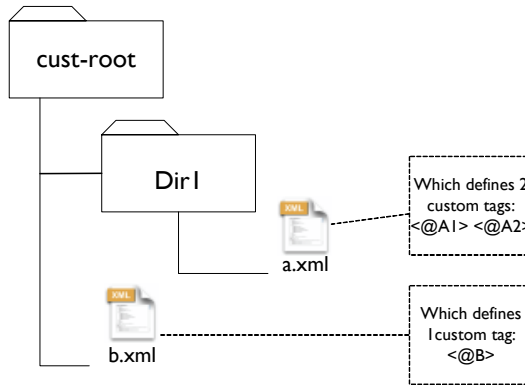 cust-root
Dir1
XML
a.xml
Which defines 2
custom tags:
<@A1> <@A2>
XML
b.xml
Which defines
1custom tag:
<@B>